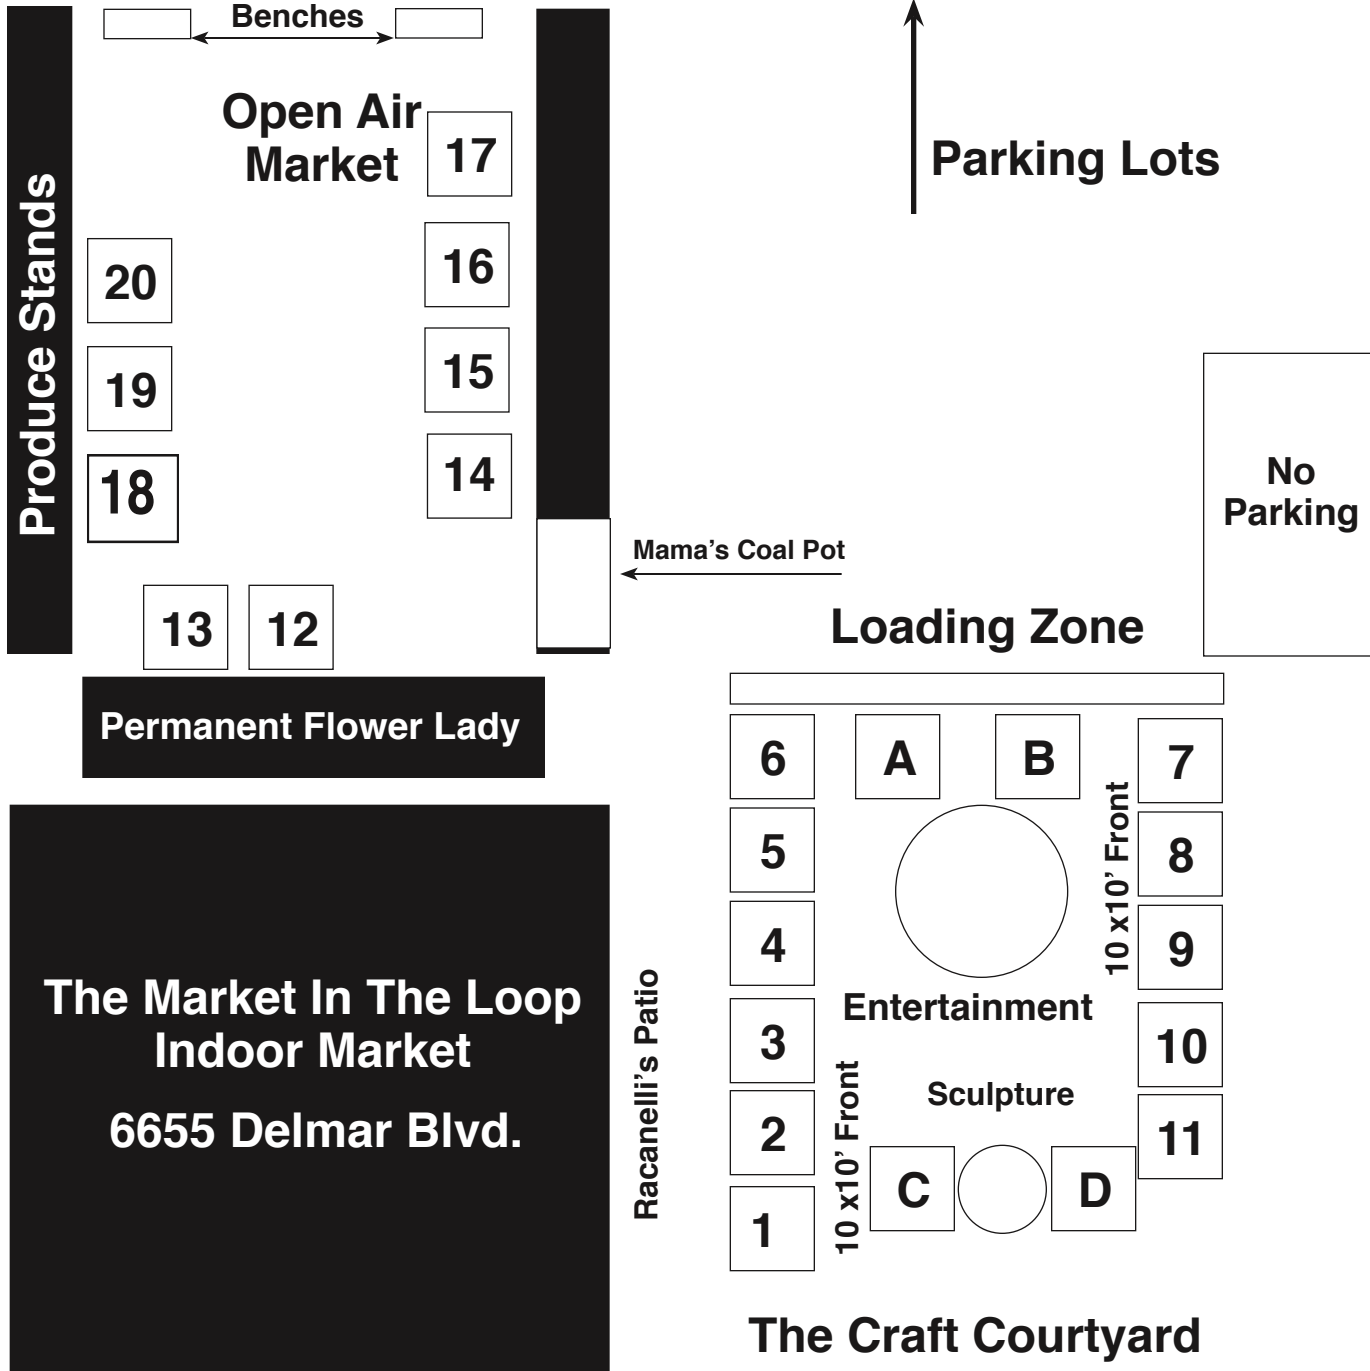 Benches
Open Air
Market
Produce Stands
17
16
15
14
20
19
18
13
12
Permanent Flower Lady
The Market In The Loop
Indoor Market
6655 Delmar Blvd.
Parking Lots
No
Parking
Mama's Coal Pot
Loading Zone
6
A
B
7
5
8
4
9
10 x10' Front
Entertainment
Racanelli's Patio
3
10
Sculpture
2
11
10 x10' Front
C
D
1
The Craft Courtyard